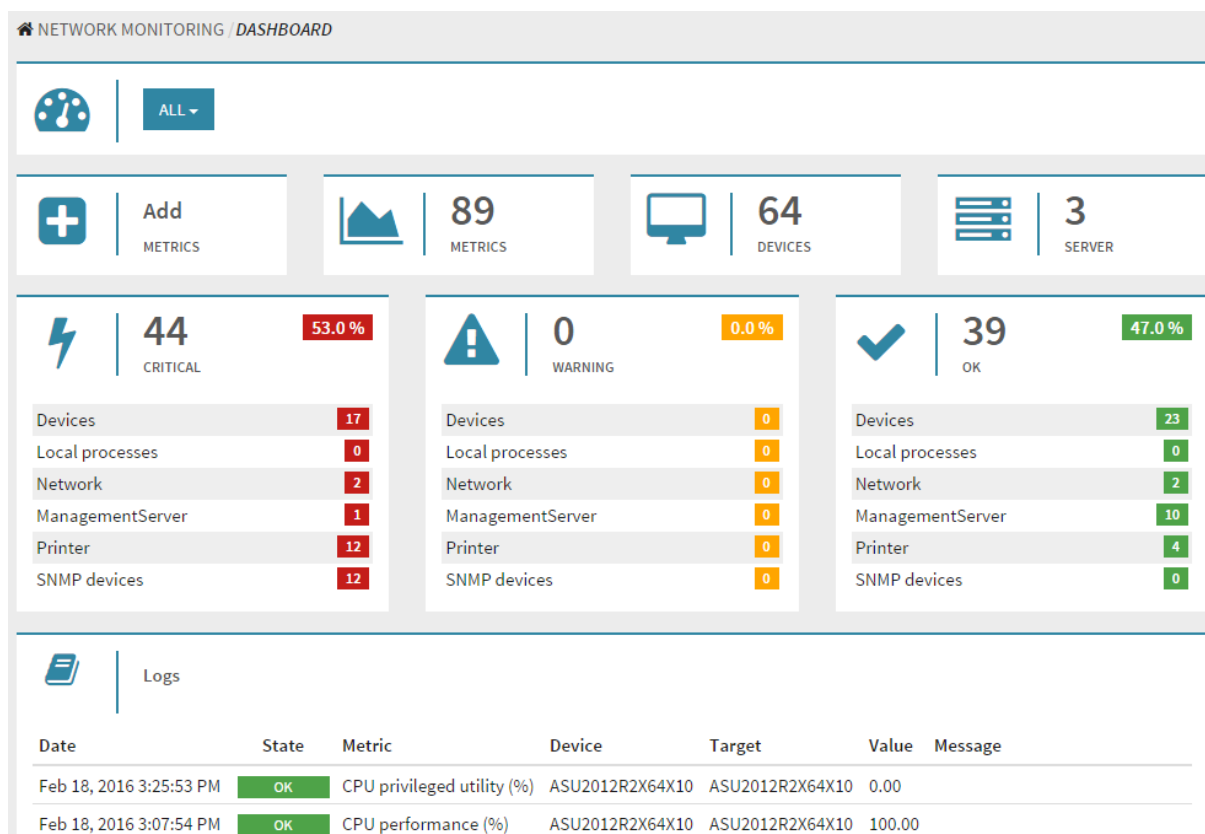 NETWORK MONITORING / DASHBOARD
ALL
Add
METRICS
89
METRICS
64
DEVICES
3
SERVER
44
CRITICAL
53.0 %
Devices 17
Local processes 0
Network 2
ManagementServer 1
Printer 12
SNMP devices 12
0
WARNING
0.0 %
Devices 0
Local processes 0
Network 0
ManagementServer 0
Printer 0
SNMP devices 0
39
OK
47.0 %
Devices 23
Local processes 0
Network 2
ManagementServer 10
Printer 4
SNMP devices 0
Logs
Date State Metric Device Target Value Message
Feb 18, 2016 3:25:53 PM OK CPU privileged utility (%) ASU2012R2X64X10 ASU2012R2X64X10 0.00
Feb 18, 2016 3:07:54 PM OK CPU performance (%) ASU2012R2X64X10 ASU2012R2X64X10 100.00